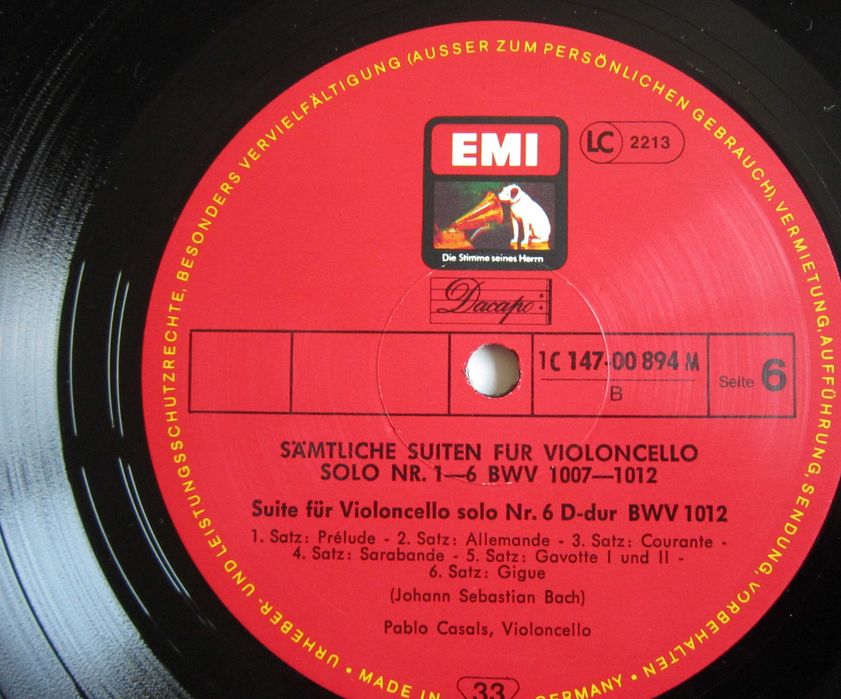 URHEBER- UND LEISTUNGSSCHUTZRECHTE, BESONDERS VERVIELFÄLTIGUNG (AUSSER ZUM PERSÖNLICHEN GEBRAUCH), VERMIETUNG, AUFFÜHRUNG, SENDUNG, VORBEHALTEN • MADE IN GERMANY •
EMI
LC 2213
Die Stimme seines Herrn
Dacapo
1C 147-00 894 M
B
Seite 6
SÄMTLICHE SUITEN FUR VIOLONCELLO
SOLO NR. 1—6 BWV 1007—1012
Suite für Violoncello solo Nr. 6 D-dur BWV 1012
1. Satz: Prélude - 2. Satz: Allemande - 3. Satz: Courante -
4. Satz: Sarabande - 5. Satz: Gavotte I und II -
6. Satz: Gigue
(Johann Sebastian Bach)
Pablo Casals, Violoncello
33